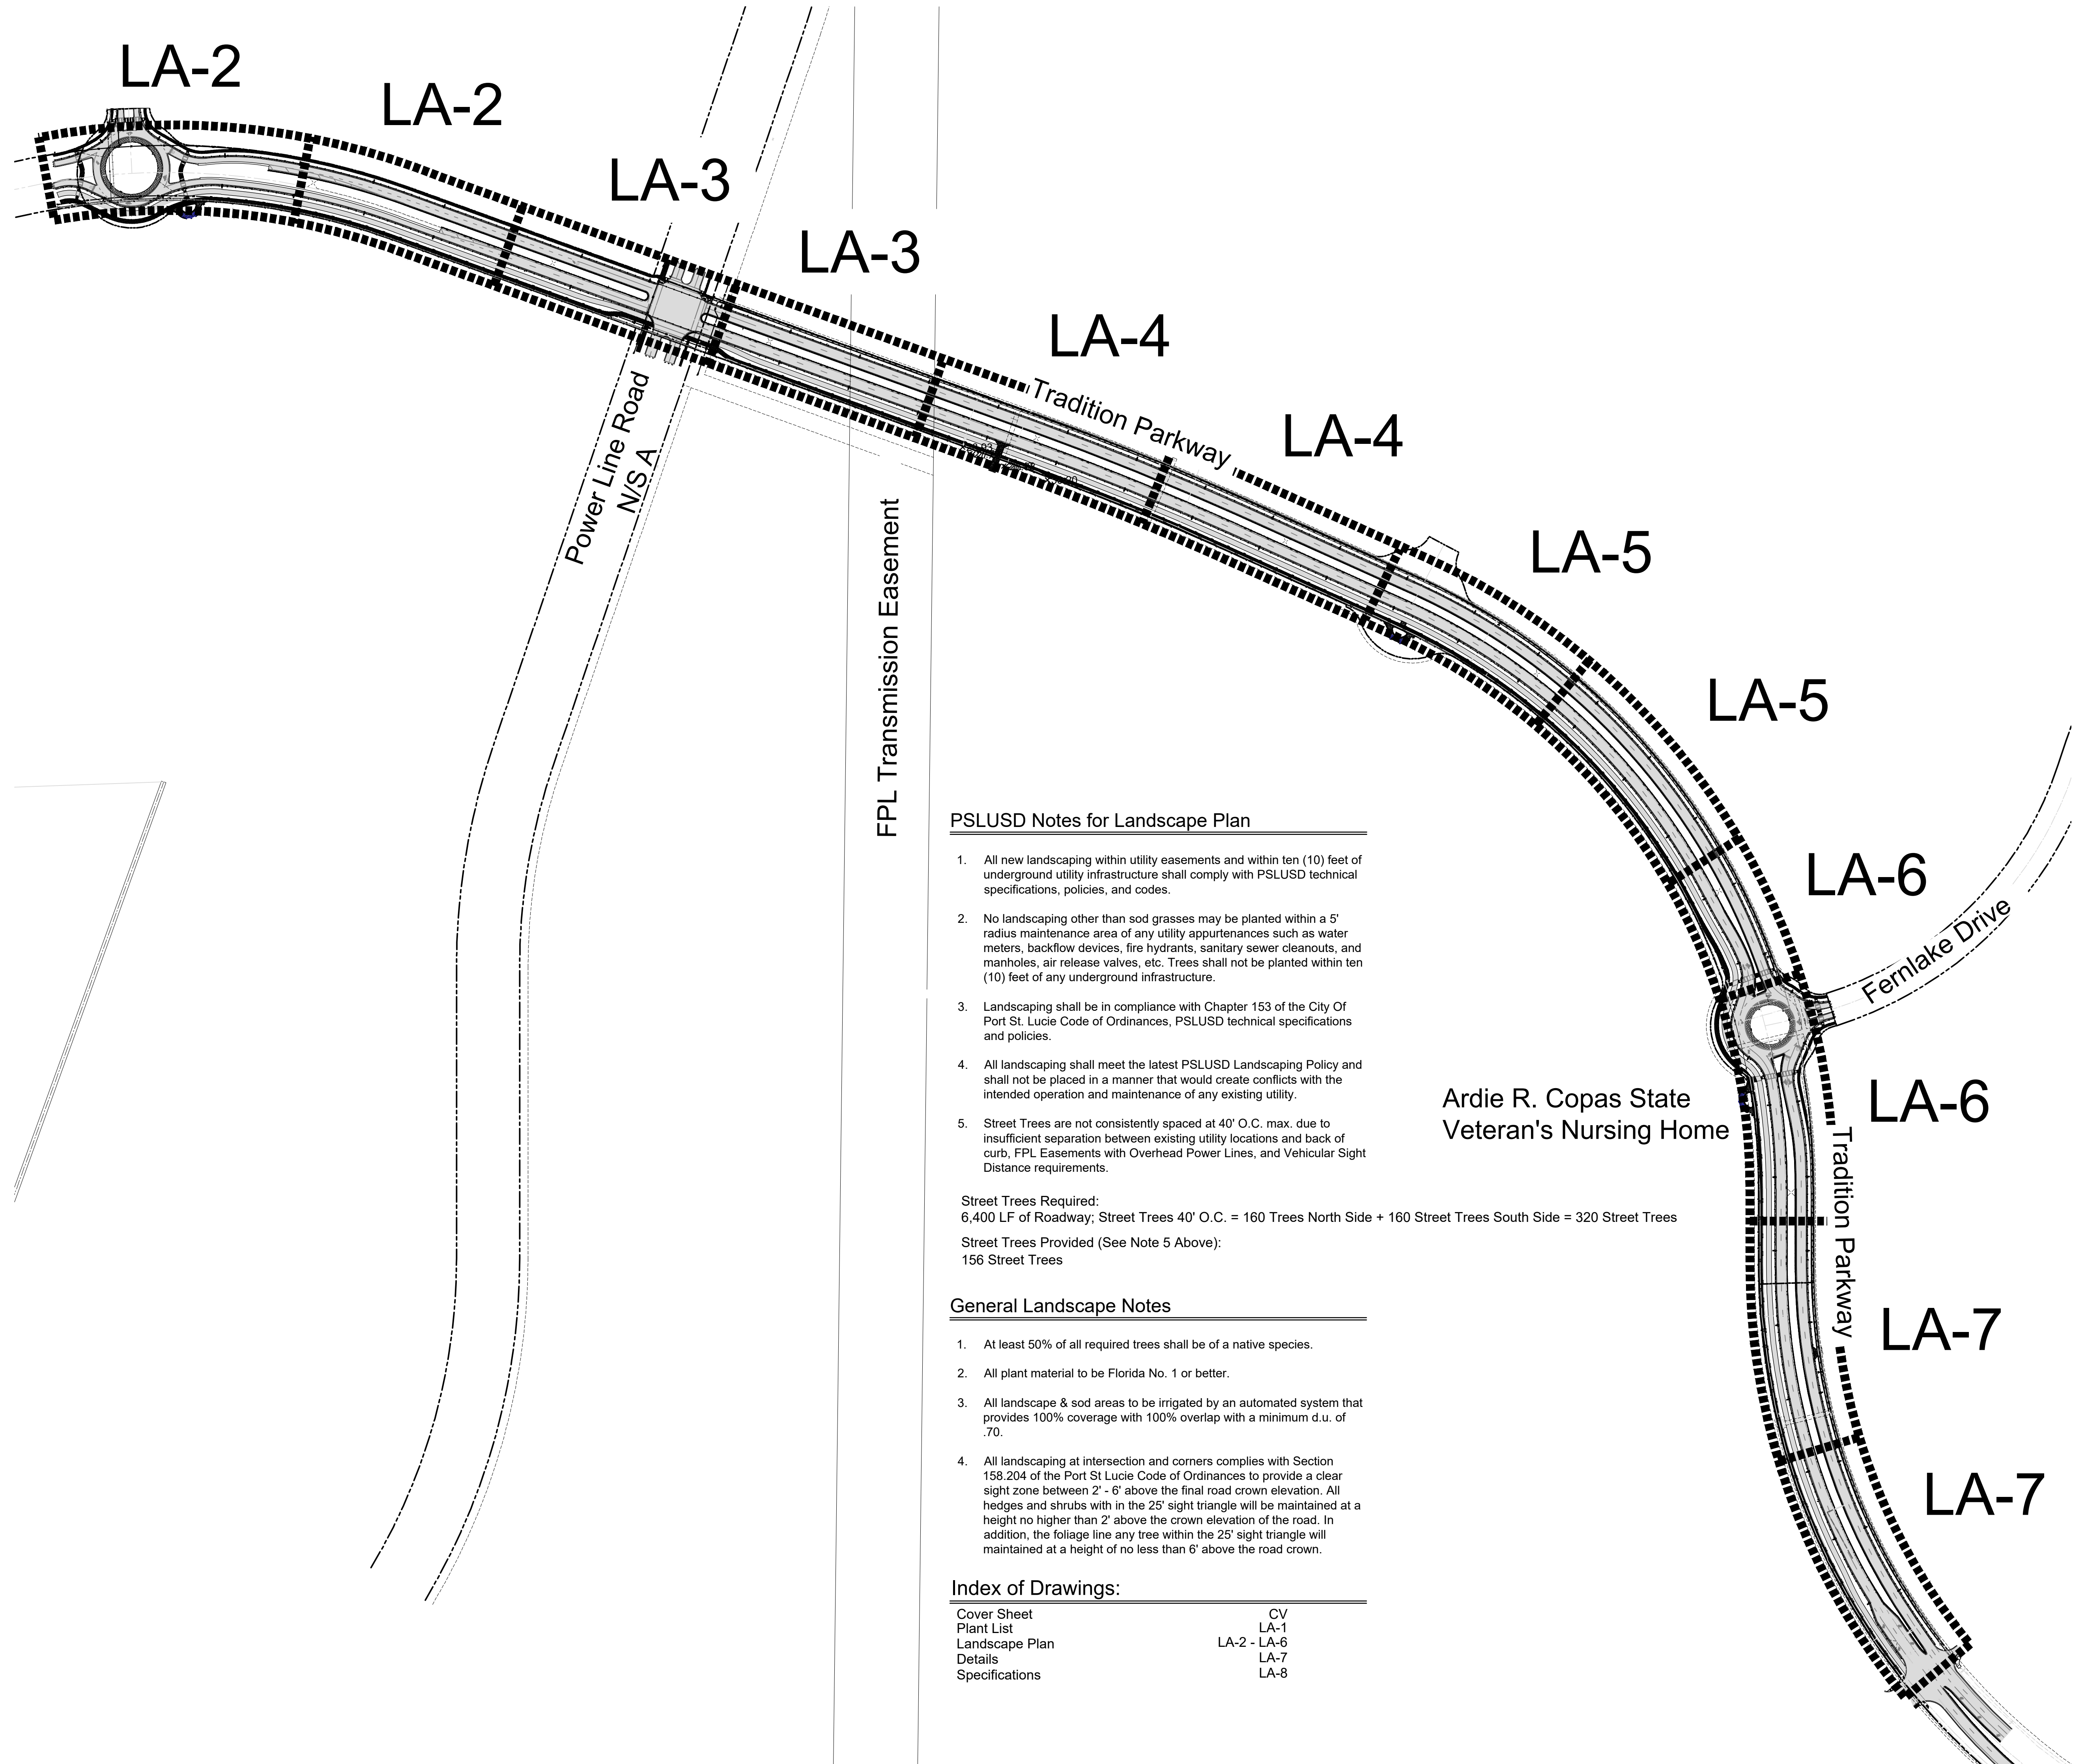 LA-2
LA-2
LA-3
LA-3
LA-4
Tradition Parkway
LA-4
LA-5
LA-5
LA-6
Fernlake Drive
LA-6
Tradition Parkway
LA-7
LA-7
Power Line Road
N/S A
FPL Transmission Easement
Ardie R. Copas State
Veteran's Nursing Home
PSLUSD Notes for Landscape Plan
1. All new landscaping within utility easements and within ten (10) feet of
underground utility infrastructure shall comply with PSLUSD technical
specifications, policies, and codes.
2. No landscaping other than sod grasses may be planted within a 5'
radius maintenance area of any utility appurtenances such as water
meters, backflow devices, fire hydrants, sanitary sewer cleanouts, and
manholes, air release valves, etc. Trees shall not be planted within ten
(10) feet of any underground infrastructure.
3. Landscaping shall be in compliance with Chapter 153 of the City Of
Port St. Lucie Code of Ordinances, PSLUSD technical specifications
and policies.
4. All landscaping shall meet the latest PSLUSD Landscaping Policy and
shall not be placed in a manner that would create conflicts with the
intended operation and maintenance of any existing utility.
5. Street Trees are not consistently spaced at 40' O.C. max. due to
insufficient separation between existing utility locations and back of
curb, FPL Easements with Overhead Power Lines, and Vehicular Sight
Distance requirements.
Street Trees Required:
6,400 LF of Roadway; Street Trees 40' O.C. = 160 Trees North Side + 160 Street Trees South Side = 320 Street Trees
Street Trees Provided (See Note 5 Above):
156 Street Trees
General Landscape Notes
1. At least 50% of all required trees shall be of a native species.
2. All plant material to be Florida No. 1 or better.
3. All landscape & sod areas to be irrigated by an automated system that
provides 100% coverage with 100% overlap with a minimum d.u. of
.70.
4. All landscaping at intersection and corners complies with Section
158.204 of the Port St Lucie Code of Ordinances to provide a clear
sight zone between 2' - 6' above the final road crown elevation. All
hedges and shrubs with in the 25' sight triangle will be maintained at a
height no higher than 2' above the crown elevation of the road. In
addition, the foliage line any tree within the 25' sight triangle will
maintained at a height of no less than 6' above the road crown.
Index of Drawings:
Cover Sheet CV
Plant List LA-1
Landscape Plan LA-2 - LA-6
Details LA-7
Specifications LA-8